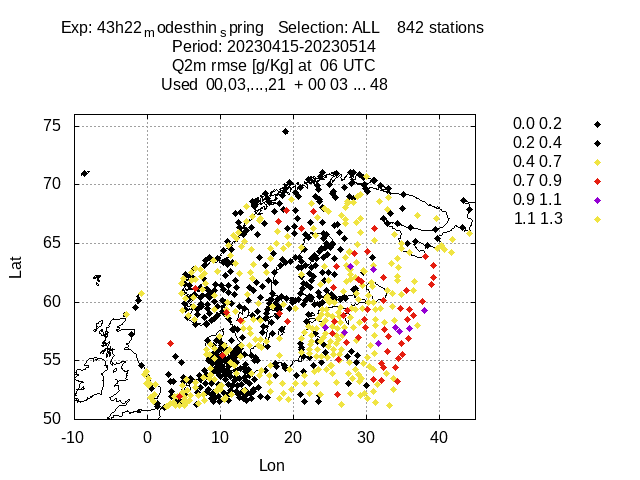 Exp: 43h22modesthinspring   Selection: ALL    842 stations
Period: 20230415-20230514
Q2m rmse [g/Kg] at  06 UTC
Used  00,03,...,21  + 00 03 ... 48
75
70
65
60
55
50
-10 0 10 20 30 40
Lat
Lon
0.0 0.2
0.2 0.4
0.4 0.7
0.7 0.9
0.9 1.1
1.1 1.3